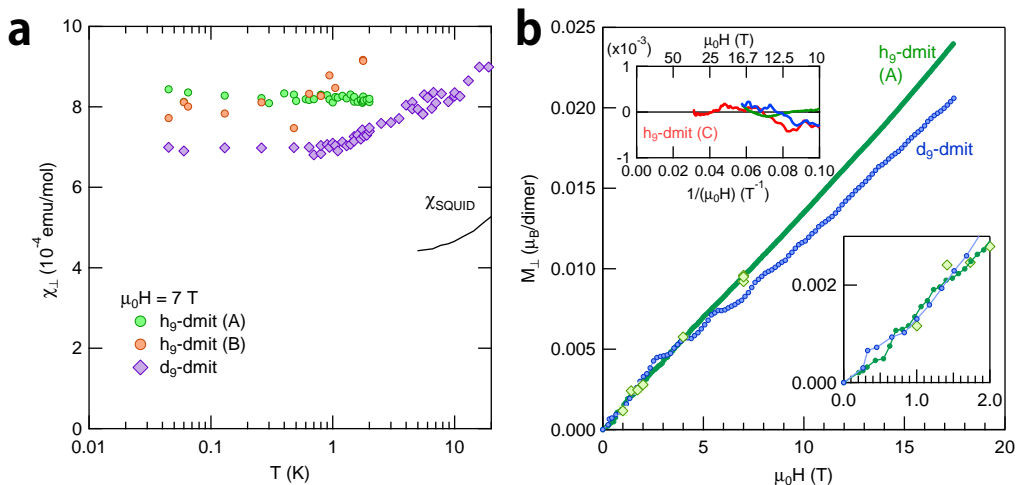 a
10
8
6
4
2
0
χ⊥ (10⁻⁴ emu/mol)
χSQUID
μ₀H = 7 T
h₉-dmit (A)
h₉-dmit (B)
d₉-dmit
0.01
0.1
1
10
T (K)
b
0.025
0.020
0.015
0.010
0.005
0.000
M⊥ (μB/dimer)
0
5
10
15
20
μ₀H (T)
h₉-dmit
(A)
d₉-dmit
μ₀H (T)
(x10⁻³)
50
25
16.7
12.5
10
1
0
-1
h₉-dmit (C)
0.00
0.02
0.04
0.06
0.08
0.10
1/(μ₀H) (T⁻¹)
0.002
0.000
0.0
1.0
2.0